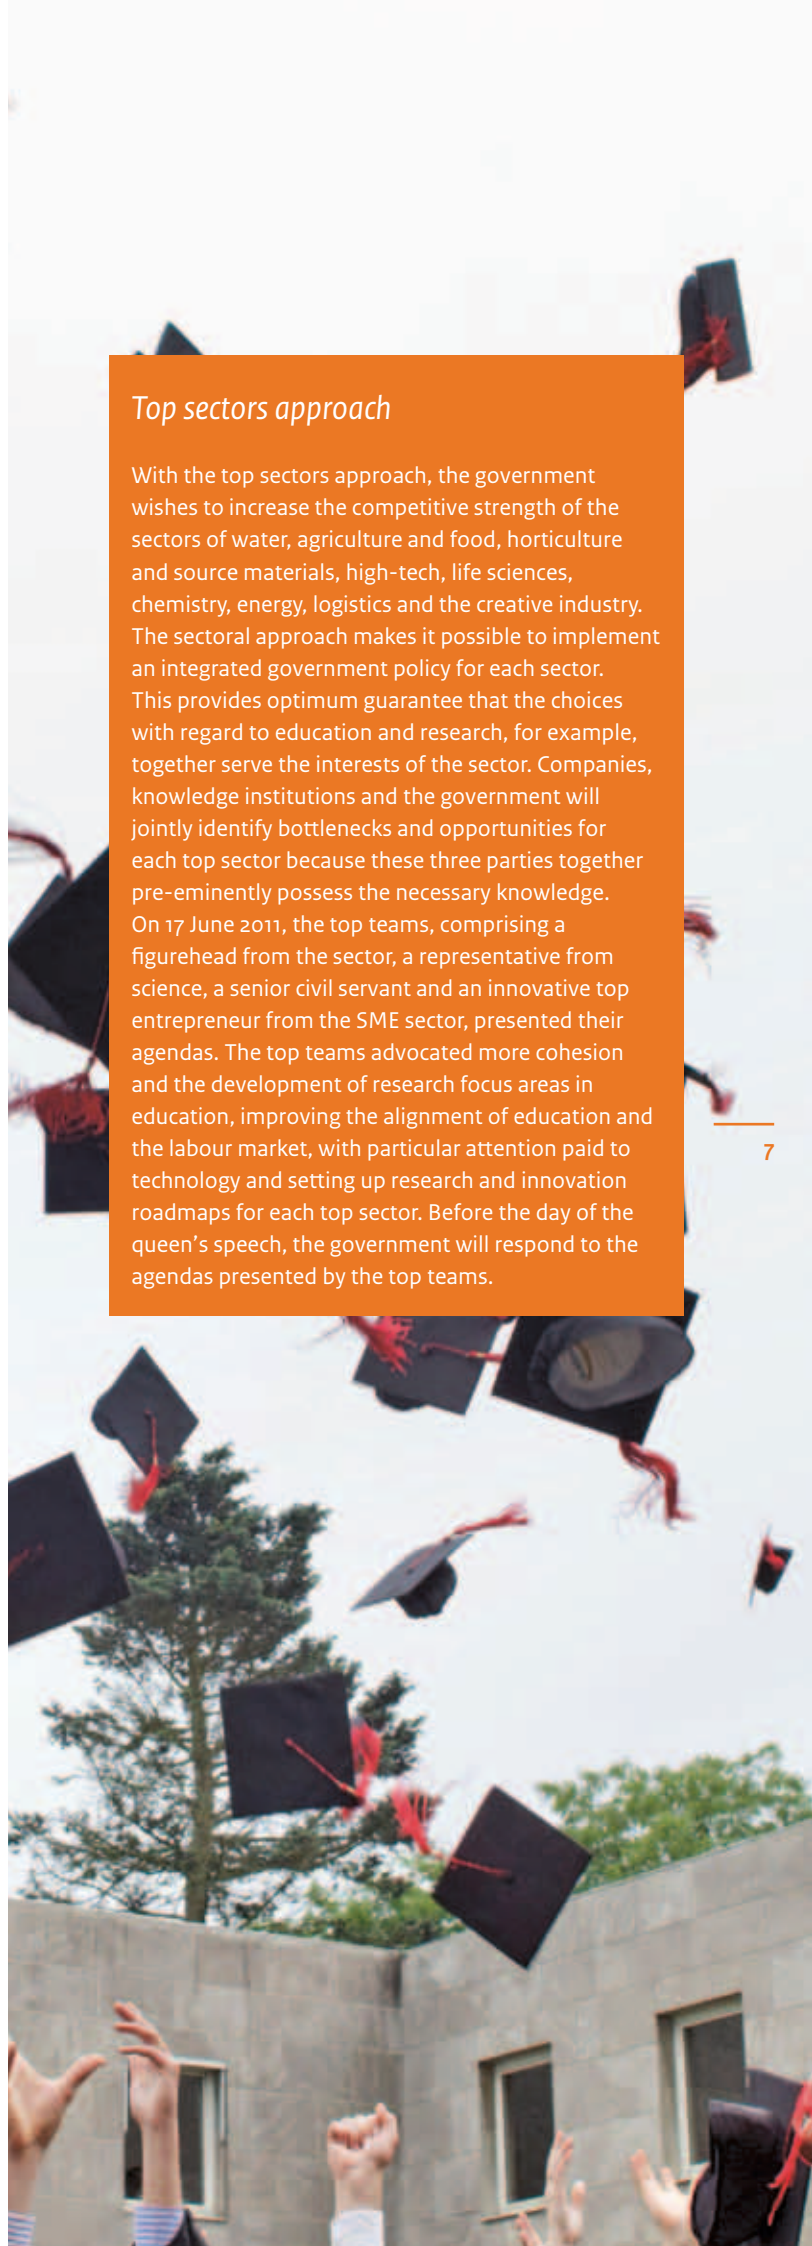 Top sectors approach
With the top sectors approach, the government
wishes to increase the competitive strength of the
sectors of water, agriculture and food, horticulture
and source materials, high-tech, life sciences,
chemistry, energy, logistics and the creative industry.
The sectoral approach makes it possible to implement
an integrated government policy for each sector.
This provides optimum guarantee that the choices
with regard to education and research, for example,
together serve the interests of the sector. Companies,
knowledge institutions and the government will
jointly identify bottlenecks and opportunities for
each top sector because these three parties together
pre-eminently possess the necessary knowledge.
On 17 June 2011, the top teams, comprising a
figurehead from the sector, a representative from
science, a senior civil servant and an innovative top
entrepreneur from the SME sector, presented their
agendas. The top teams advocated more cohesion
and the development of research focus areas in
education, improving the alignment of education and
the labour market, with particular attention paid to
technology and setting up research and innovation
roadmaps for each top sector. Before the day of the
queen's speech, the government will respond to the
agendas presented by the top teams.
7